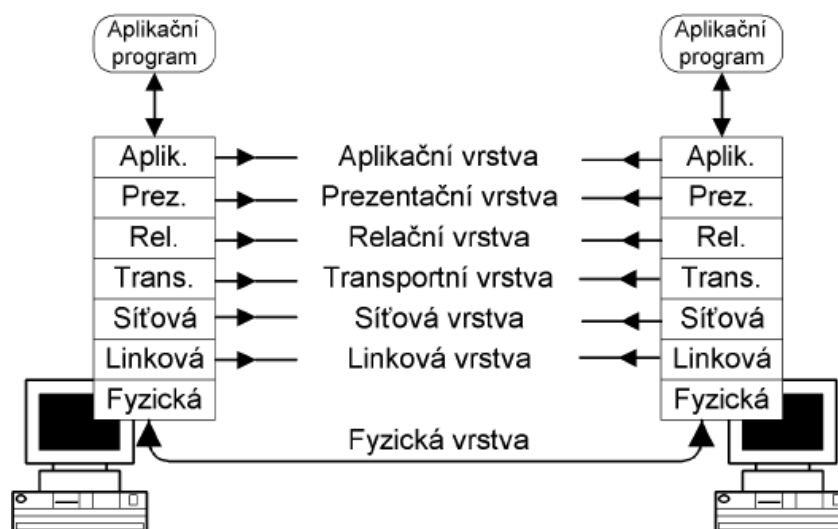 Aplikační
program
Aplikační
program
Aplik.
Aplikační vrstva
Aplik.
Prez.
Prezentační vrstva
Prez.
Rel.
Relační vrstva
Rel.
Trans.
Transportní vrstva
Trans.
Síťová
Síťová vrstva
Síťová
Linková
Linková vrstva
Linková
Fyzická
Fyzická
Fyzická vrstva